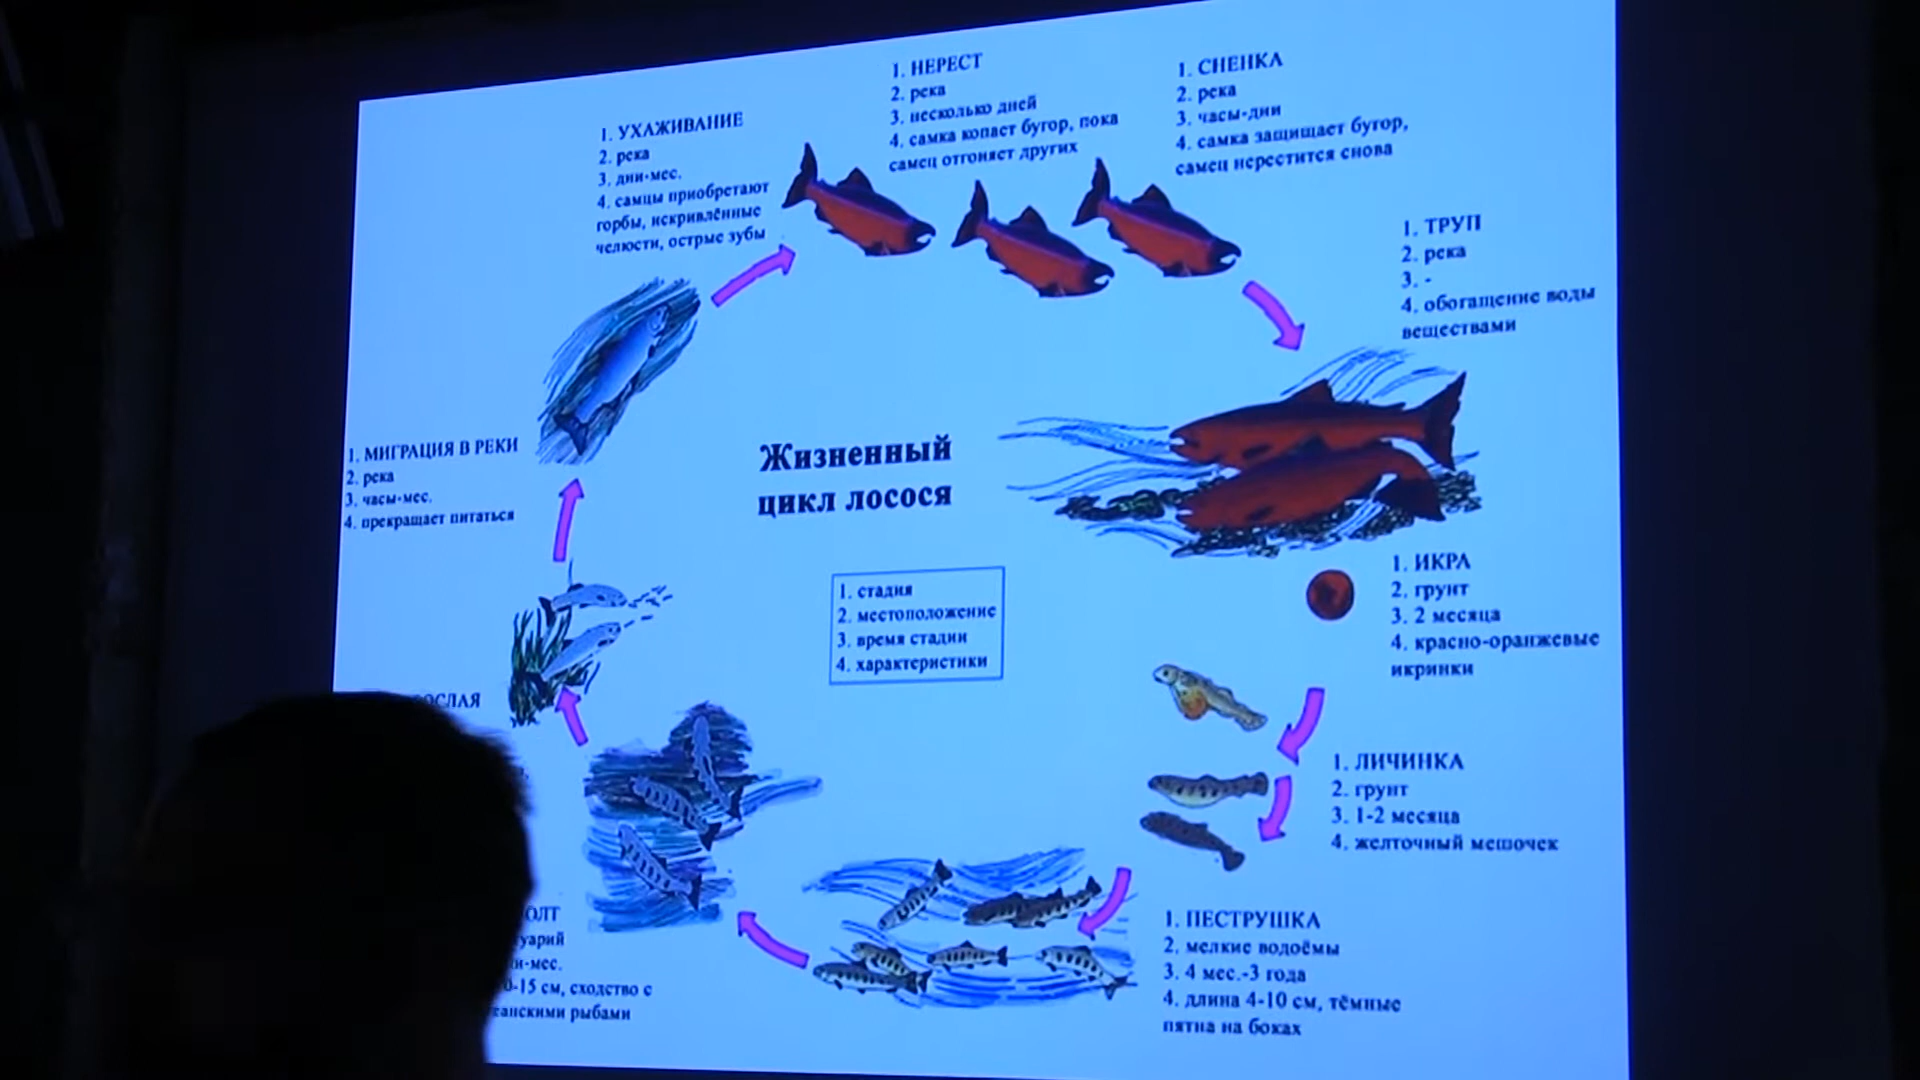 1. УХАЖИВАНИЕ
2. река
3. дни-мес.
4. самцы приобретают
горбы, искривлённые
челюсти, острые зубы
1. НЕРЕСТ
2. река
3. несколько дней
4. самка копает бугор, пока
самец отгоняет других
1. СНЕНКА
2. река
3. часы-дни
4. самка защищает бугор,
самец нерестится снова
1. ТРУП
2. река
3. -
4. обогащение воды
веществами
1. МИГРАЦИЯ В РЕКИ
2. река
3. часы-мес.
4. прекращает питаться
Жизненный
цикл лосося
1. стадия
2. местоположение
3. время стадии
4. характеристики
1. ИКРА
2. грунт
3. 2 месяца
4. красно-оранжевые
икринки
1. ЛИЧИНКА
2. грунт
3. 1-2 месяца
4. желточный мешочек
1. ПЕСТРУШКА
2. мелкие водоёмы
3. 4 мес.-3 года
4. длина 4-10 см, тёмные
пятна на боках
см, сходство с
рыбами